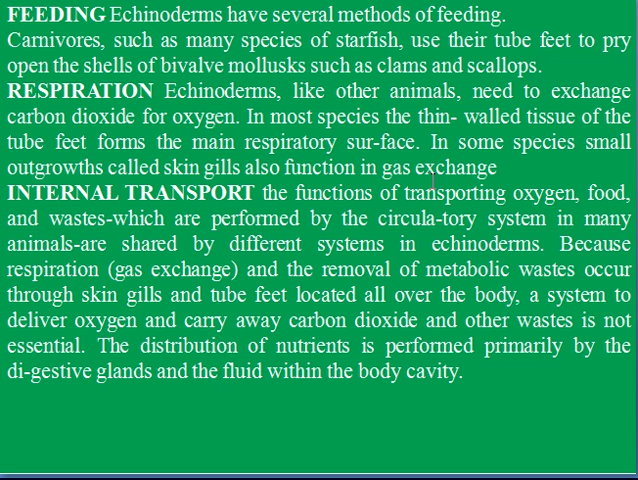 FEEDING Echinoderms have several methods of feeding.
Carnivores, such as many species of starfish, use their tube feet to pry
open the shells of bivalve mollusks such as clams and scallops.
RESPIRATION Echinoderms, like other animals, need to exchange
carbon dioxide for oxygen. In most species the thin- walled tissue of the
tube feet forms the main respiratory sur-face. In some species small
outgrowths called skin gills also function in gas exchange
INTERNAL TRANSPORT the functions of transporting oxygen, food,
and wastes-which are performed by the circula-tory system in many
animals-are shared by different systems in echinoderms. Because
respiration (gas exchange) and the removal of metabolic wastes occur
through skin gills and tube feet located all over the body, a system to
deliver oxygen and carry away carbon dioxide and other wastes is not
essential. The distribution of nutrients is performed primarily by the
di-gestive glands and the fluid within the body cavity.